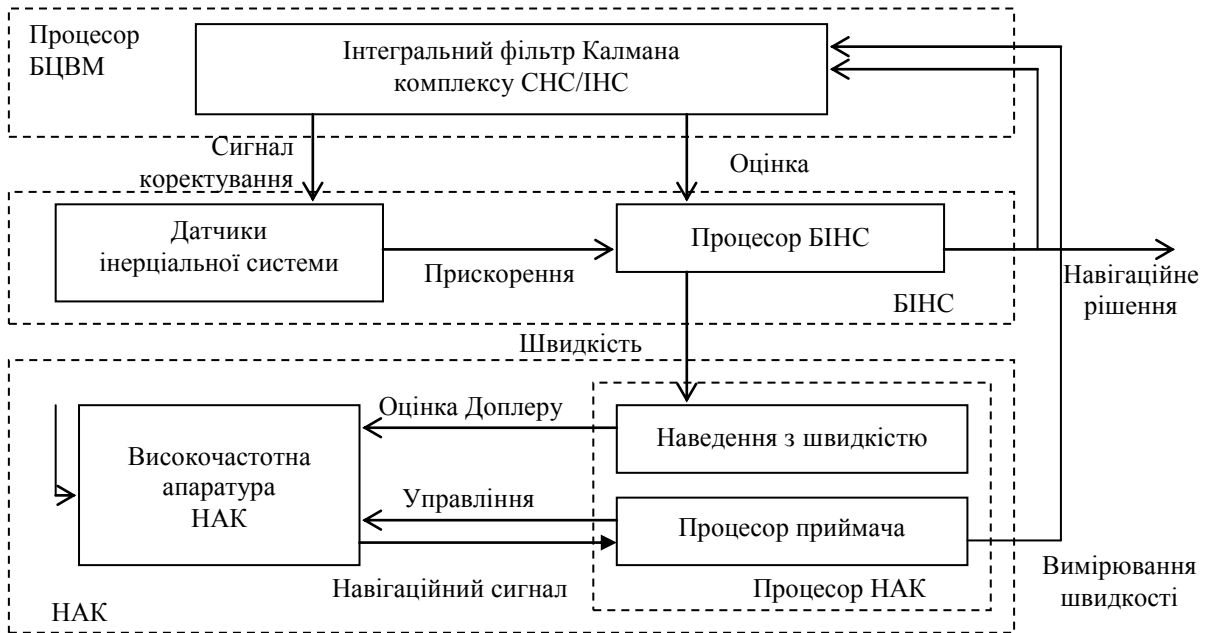 Процесор
БЦВМ
Інтегральний фільтр Калмана
комплексу СНС/ІНС
Сигнал
коректування
Оцінка
Датчики
інерціальної системи
Прискорення
Процесор БІНС
Навігаційне
рішення
БІНС
Швидкість
Оцінка Доплеру
Наведення з швидкістю
Високочастотна
апаратура
НАК
Управління
Процесор приймача
Навігаційний сигнал
Процесор НАК
Вимірювання
швидкості
НАК